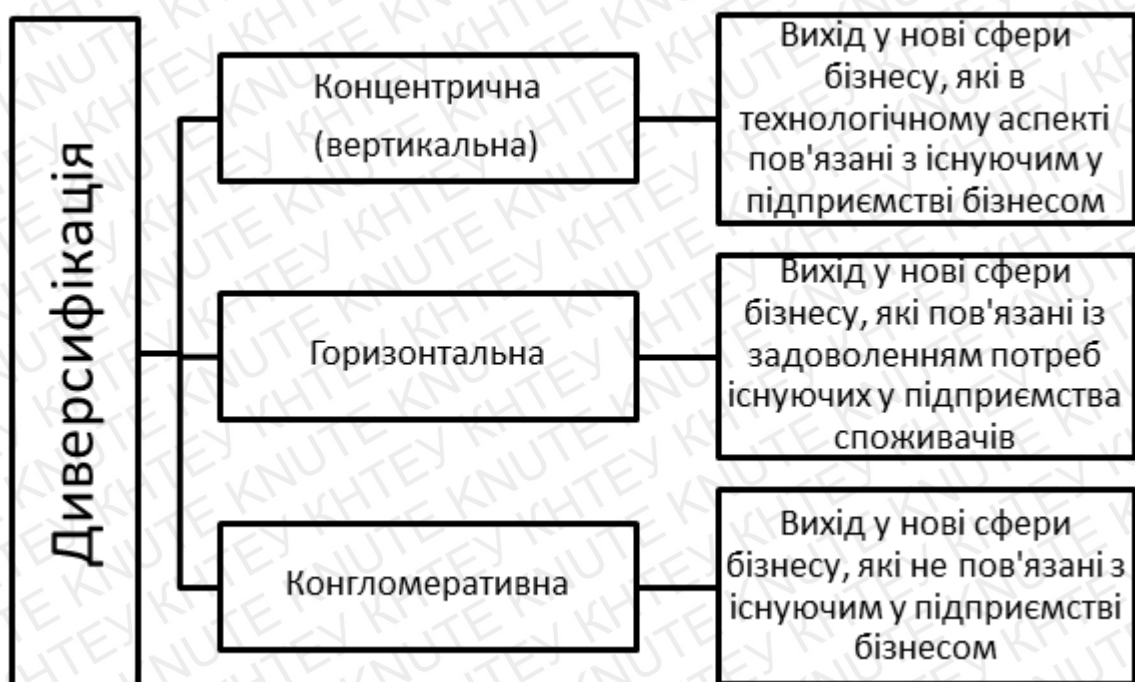 Диверсифікація
Концентрична
(вертикальна)
Вихід у нові сфери
бізнесу, які в
технологічному аспекті
пов'язані з існуючим у
підприємстві бізнесом
Горизонтальна
Вихід у нові сфери
бізнесу, які пов'язані із
задоволенням потреб
існуючих у підприємства
споживачів
Конгломеративна
Вихід у нові сфери
бізнесу, які не пов'язані з
існуючим у підприємстві
бізнесом